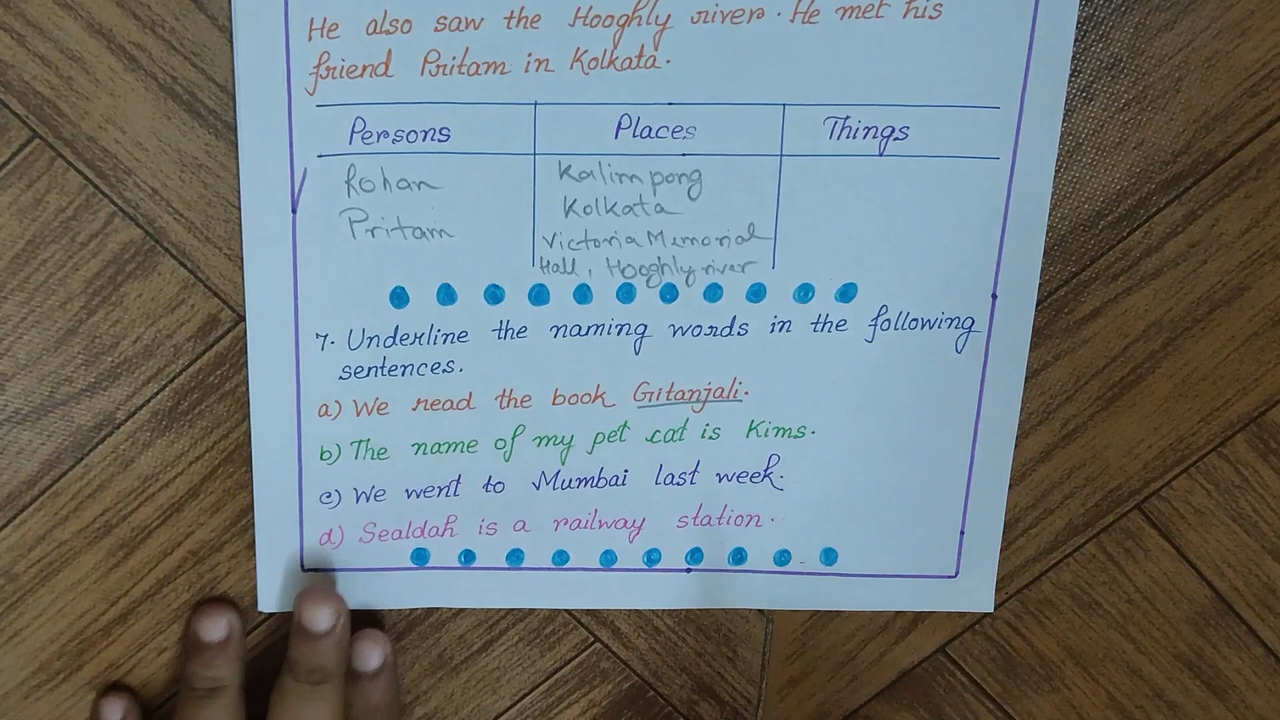 He also saw the Hooghly river. He met his
friend Pritam in Kolkata.
Persons Places Things
Rohan Kalimpong
Pritam Kolkata
Victoria Memorial
Hall, Hooghly river
7. Underline the naming words in the following
sentences.
a) We read the book Gitanjali.
b) The name of my pet cat is Kims.
c) We went to Mumbai last week.
d) Sealdah is a railway station.